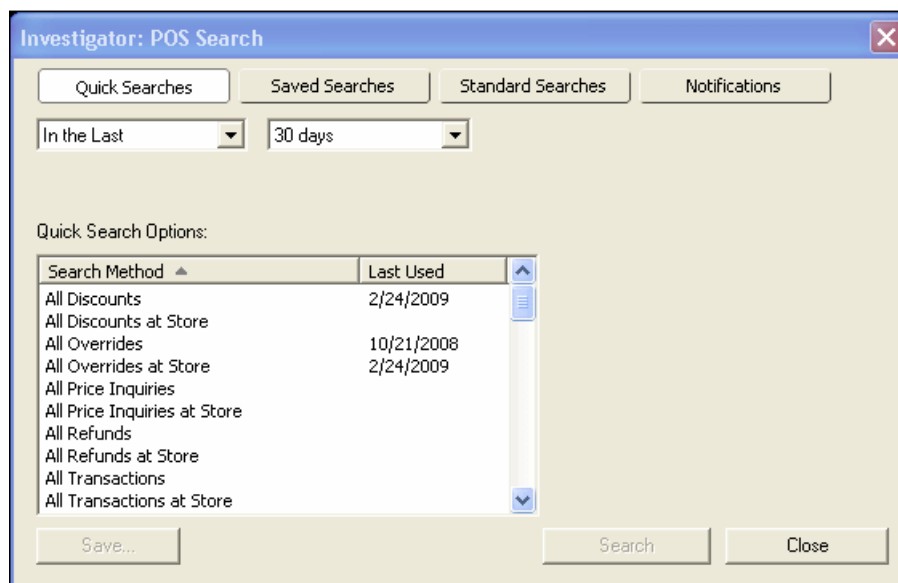 Investigator: POS Search
Quick Searches Saved Searches Standard Searches Notifications
In the Last 30 days
Quick Search Options:
Search Method Last Used
All Discounts 2/24/2009
All Discounts at Store
All Overrides 10/21/2008
All Overrides at Store 2/24/2009
All Price Inquiries
All Price Inquiries at Store
All Refunds
All Refunds at Store
All Transactions
All Transactions at Store
Save... Search Close